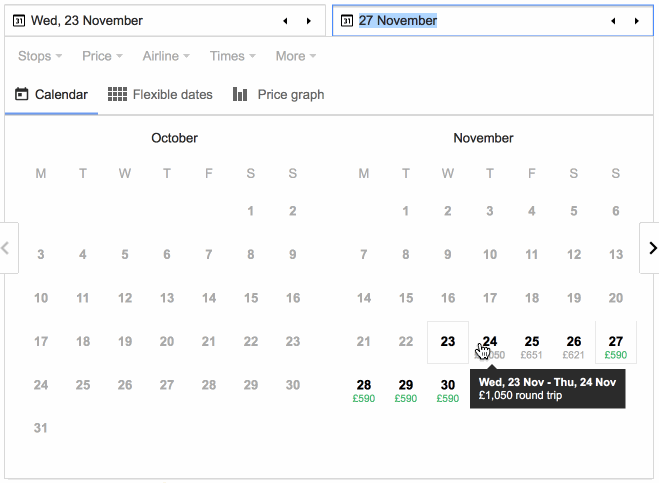 Wed, 23 November
27 November
Stops Price Airline Times More
Calendar Flexible dates Price graph
October
M T W T F S S
1 2
3 4 5 6 7 8 9
10 11 12 13 14 15 16
17 18 19 20 21 22 23
24 25 26 27 28 29 30
31
November
M T W T F S S
1 2 3 4 5 6
7 8 9 10 11 12 13
14 15 16 17 18 19 20
21 22 23 24 25 26 27
£651 £621 £590
28 29 30
£590 £590 £590
Wed, 23 Nov - Thu, 24 Nov
£1,050 round trip